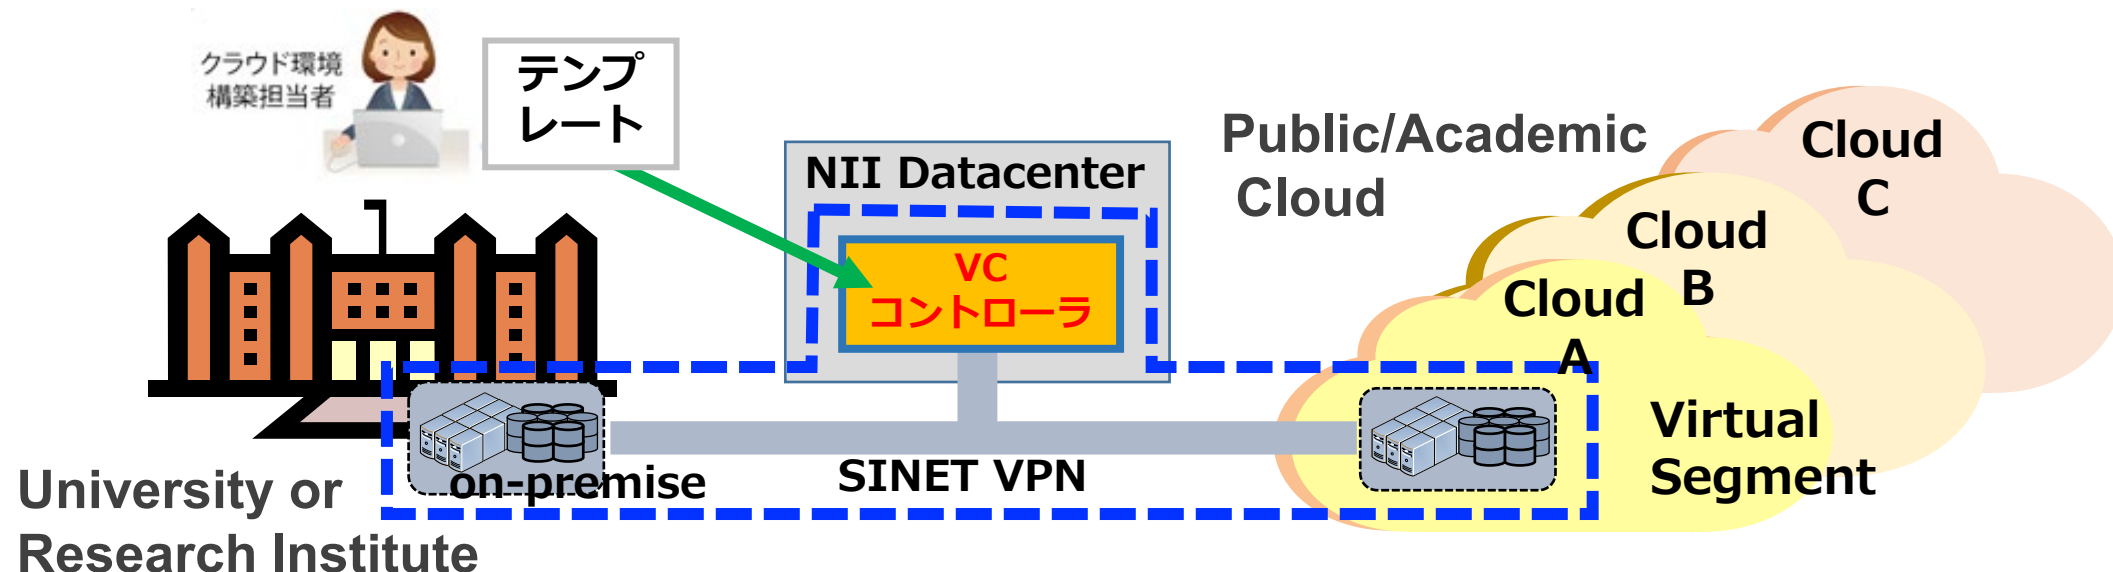 クラウド環境
構築担当者
テンプ
レート
NII Datacenter
VC
コントローラ
Public/Academic
Cloud
Cloud
C
Cloud
B
Cloud
A
Virtual
Segment
on-premise
SINET VPN
University or
Research Institute